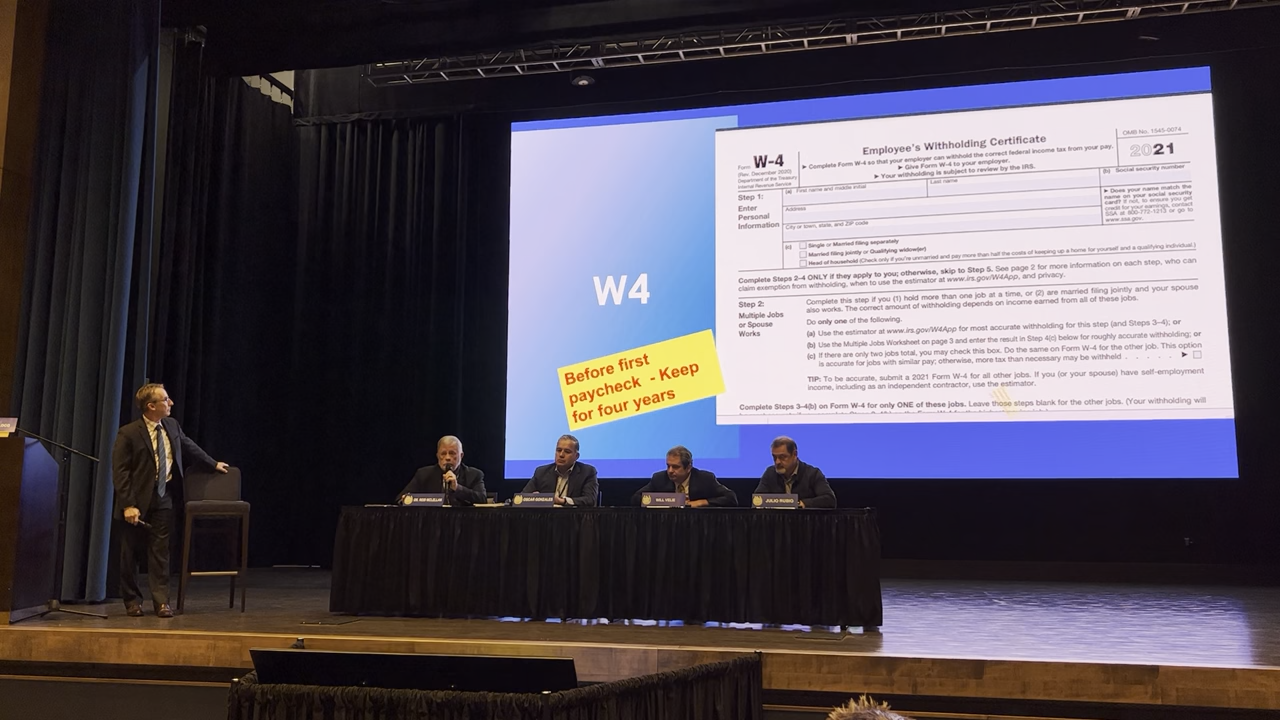 W4
Before first
paycheck - Keep
for four years
Form W-4
(Rev. December 2020)
Department of the Treasury
Internal Revenue Service
Employee's Withholding Certificate
▶ Complete Form W-4 so that your employer can withhold the correct federal income tax from your pay.
▶ Give Form W-4 to your employer.
▶ Your withholding is subject to review by the IRS.
OMB No. 1545-0074
2021
Step 1:
Enter
Personal
Information
(a) First name and middle initial
Last name
(b) Social security number
Address
City or town, state, and ZIP code
▶ Does your name match the
name on your social security
card? If not, to ensure you get
credit for your earnings, contact
SSA at 800-772-1213 or go to
www.ssa.gov.
(c) Single or Married filing separately
Married filing jointly or Qualifying widow(er)
Head of household (Check only if you're unmarried and pay more than half the costs of keeping up a home for yourself and a qualifying individual.)
Complete Steps 2-4 ONLY if they apply to you; otherwise, skip to Step 5. See page 2 for more information on each step, who can
claim exemption from withholding, when to use the estimator at www.irs.gov/W4App, and privacy.
Step 2:
Multiple Jobs
or Spouse
Works
Complete this step if you (1) hold more than one job at a time, or (2) are married filing jointly and your spouse
also works. The correct amount of withholding depends on income earned from all of these jobs.
Do only one of the following.
(a) Use the estimator at www.irs.gov/W4App for most accurate withholding for this step (and Steps 3-4); or
(b) Use the Multiple Jobs Worksheet on page 3 and enter the result in Step 4(c) below for roughly accurate withholding; or
(c) If there are only two jobs total, you may check this box. Do the same on Form W-4 for the other job. This option
is accurate for jobs with similar pay; otherwise, more tax than necessary may be withheld . . . . . ▶
TIP: To be accurate, submit a 2021 Form W-4 for all other jobs. If you (or your spouse) have self-employment
income, including as an independent contractor, use the estimator.
Complete Steps 3-4(b) on Form W-4 for only ONE of these jobs. Leave those steps blank for the other jobs. (Your withholding will
OSCAR GONZALES
WILL YELIC
JULIO RUBIO